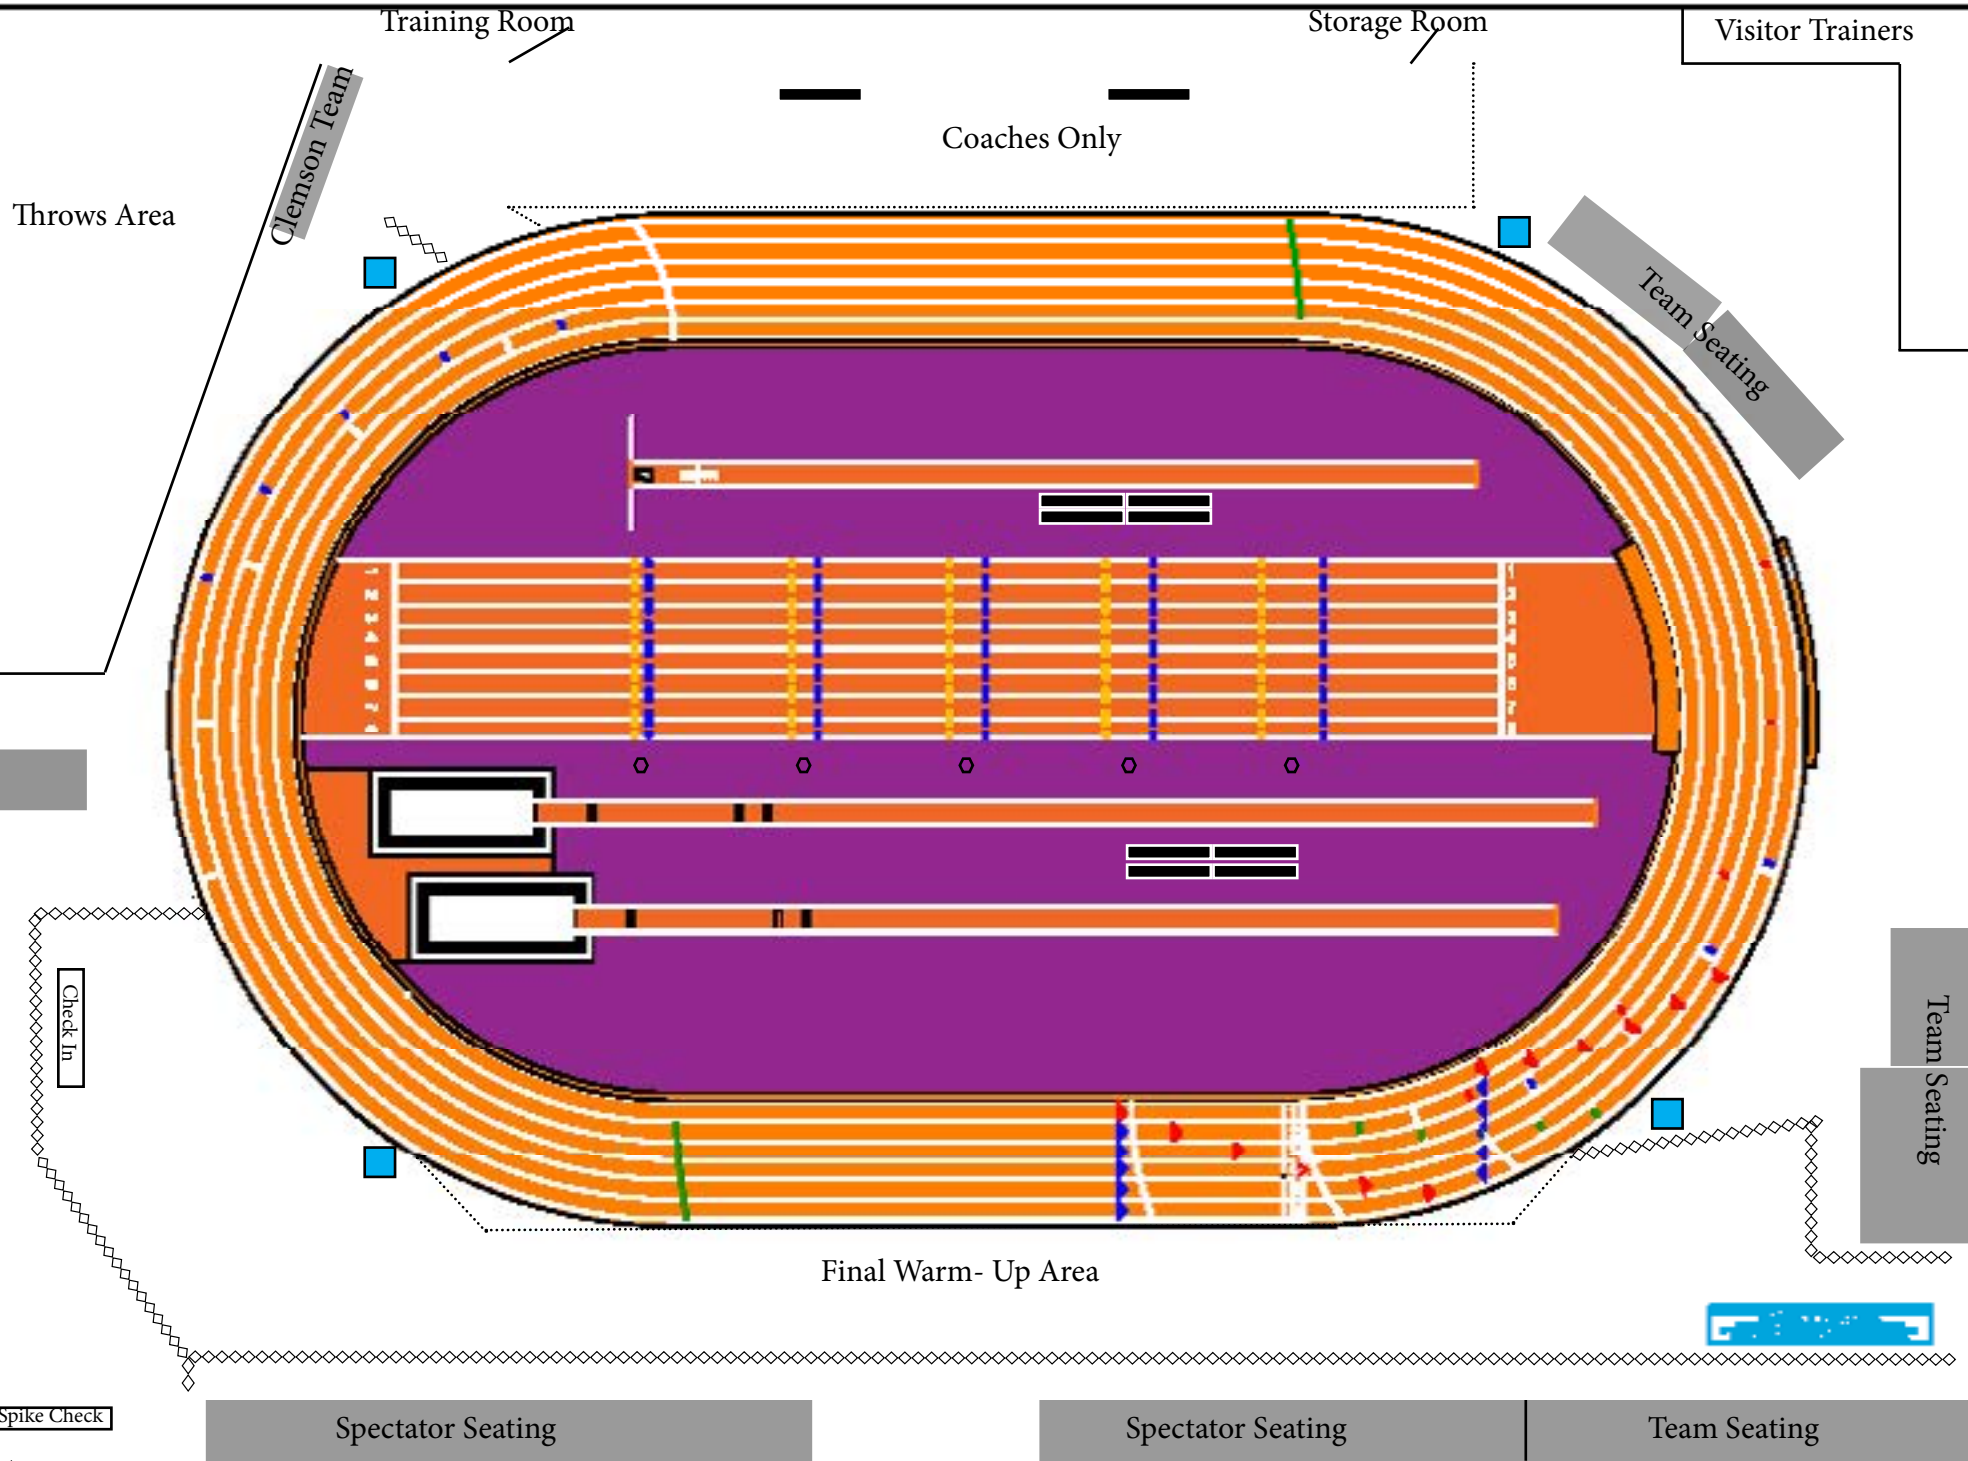 Training Room
Storage Room
Visitor Trainers
Clemson Team
Coaches Only
Throws Area
Team Seating
Check In
Team Seating
Final Warm- Up Area
Spike Check
Spectator Seating
Spectator Seating
Team Seating